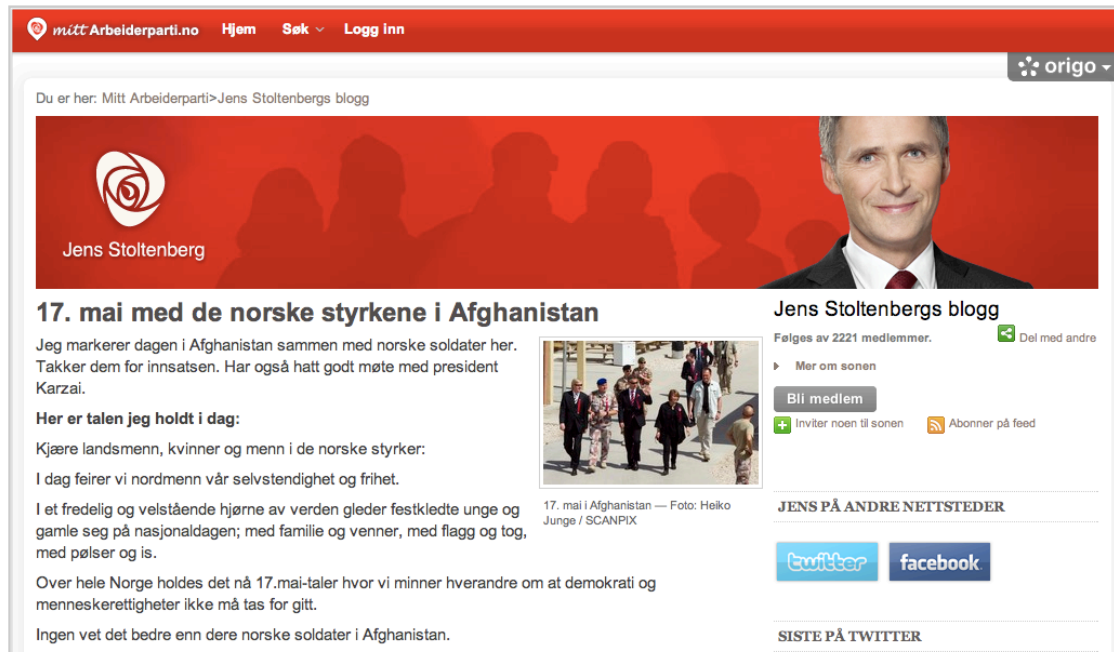 mitt Arbeiderparti.no Hjem Søk Logg inn
origo
Du er her: Mitt Arbeiderparti>Jens Stoltenbergs blogg
Jens Stoltenberg
17. mai med de norske styrkene i Afghanistan
Jeg markerer dagen i Afghanistan sammen med norske soldater her.
Takker dem for innsatsen. Har også hatt godt møte med president
Karzai.
Her er talen jeg holdt i dag:
Kjære landsmenn, kvinner og menn i de norske styrker:
I dag feirer vi nordmenn vår selvstendighet og frihet.
I et fredelig og velstående hjørne av verden gleder festkledte unge og
gamle seg på nasjonaldagen; med familie og venner, med flagg og tog,
med pølser og is.
17. mai i Afghanistan — Foto: Heiko
Junge / SCANPIX
Over hele Norge holdes det nå 17.mai-taler hvor vi minner hverandre om at demokrati og
menneskerettigheter ikke må tas for gitt.
Ingen vet det bedre enn dere norske soldater i Afghanistan.
Jens Stoltenbergs blogg
Følges av 2221 medlemmer.
Del med andre
Mer om sonen
Bli medlem
Inviter noen til sonen
Abonner på feed
JENS PÅ ANDRE NETTSTEDER
twitter
facebook
SISTE PÅ TWITTER